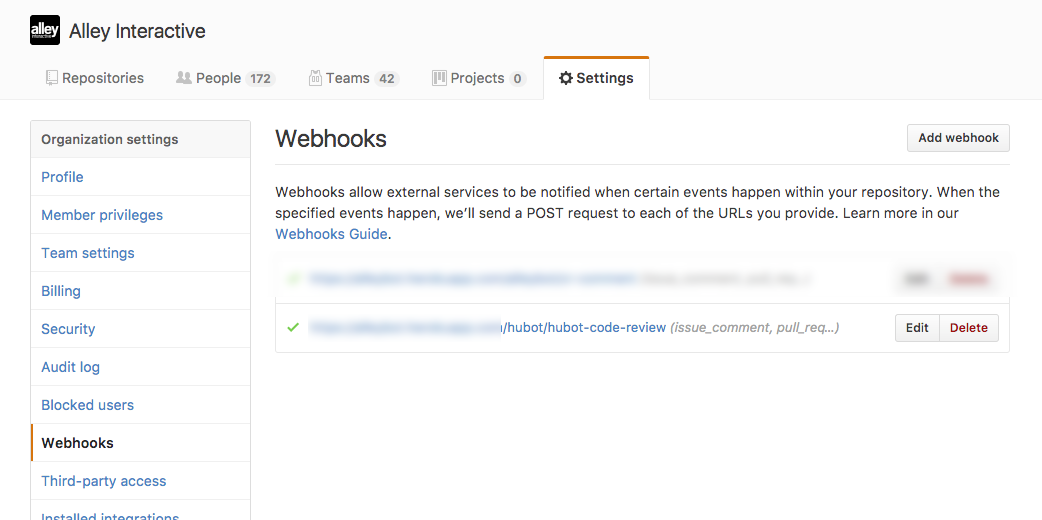 alley
Alley Interactive
Repositories People 172 Teams 42 Projects 0 Settings
Organization settings
Profile
Member privileges
Team settings
Billing
Security
Audit log
Blocked users
Webhooks
Third-party access
Installed integrations
Webhooks
Add webhook
Webhooks allow external services to be notified when certain events happen within your repository. When the
specified events happen, we’ll send a POST request to each of the URLs you provide. Learn more in our
Webhooks Guide.
/hubot/hubot-code-review (issue_comment, pull_req...) Edit Delete